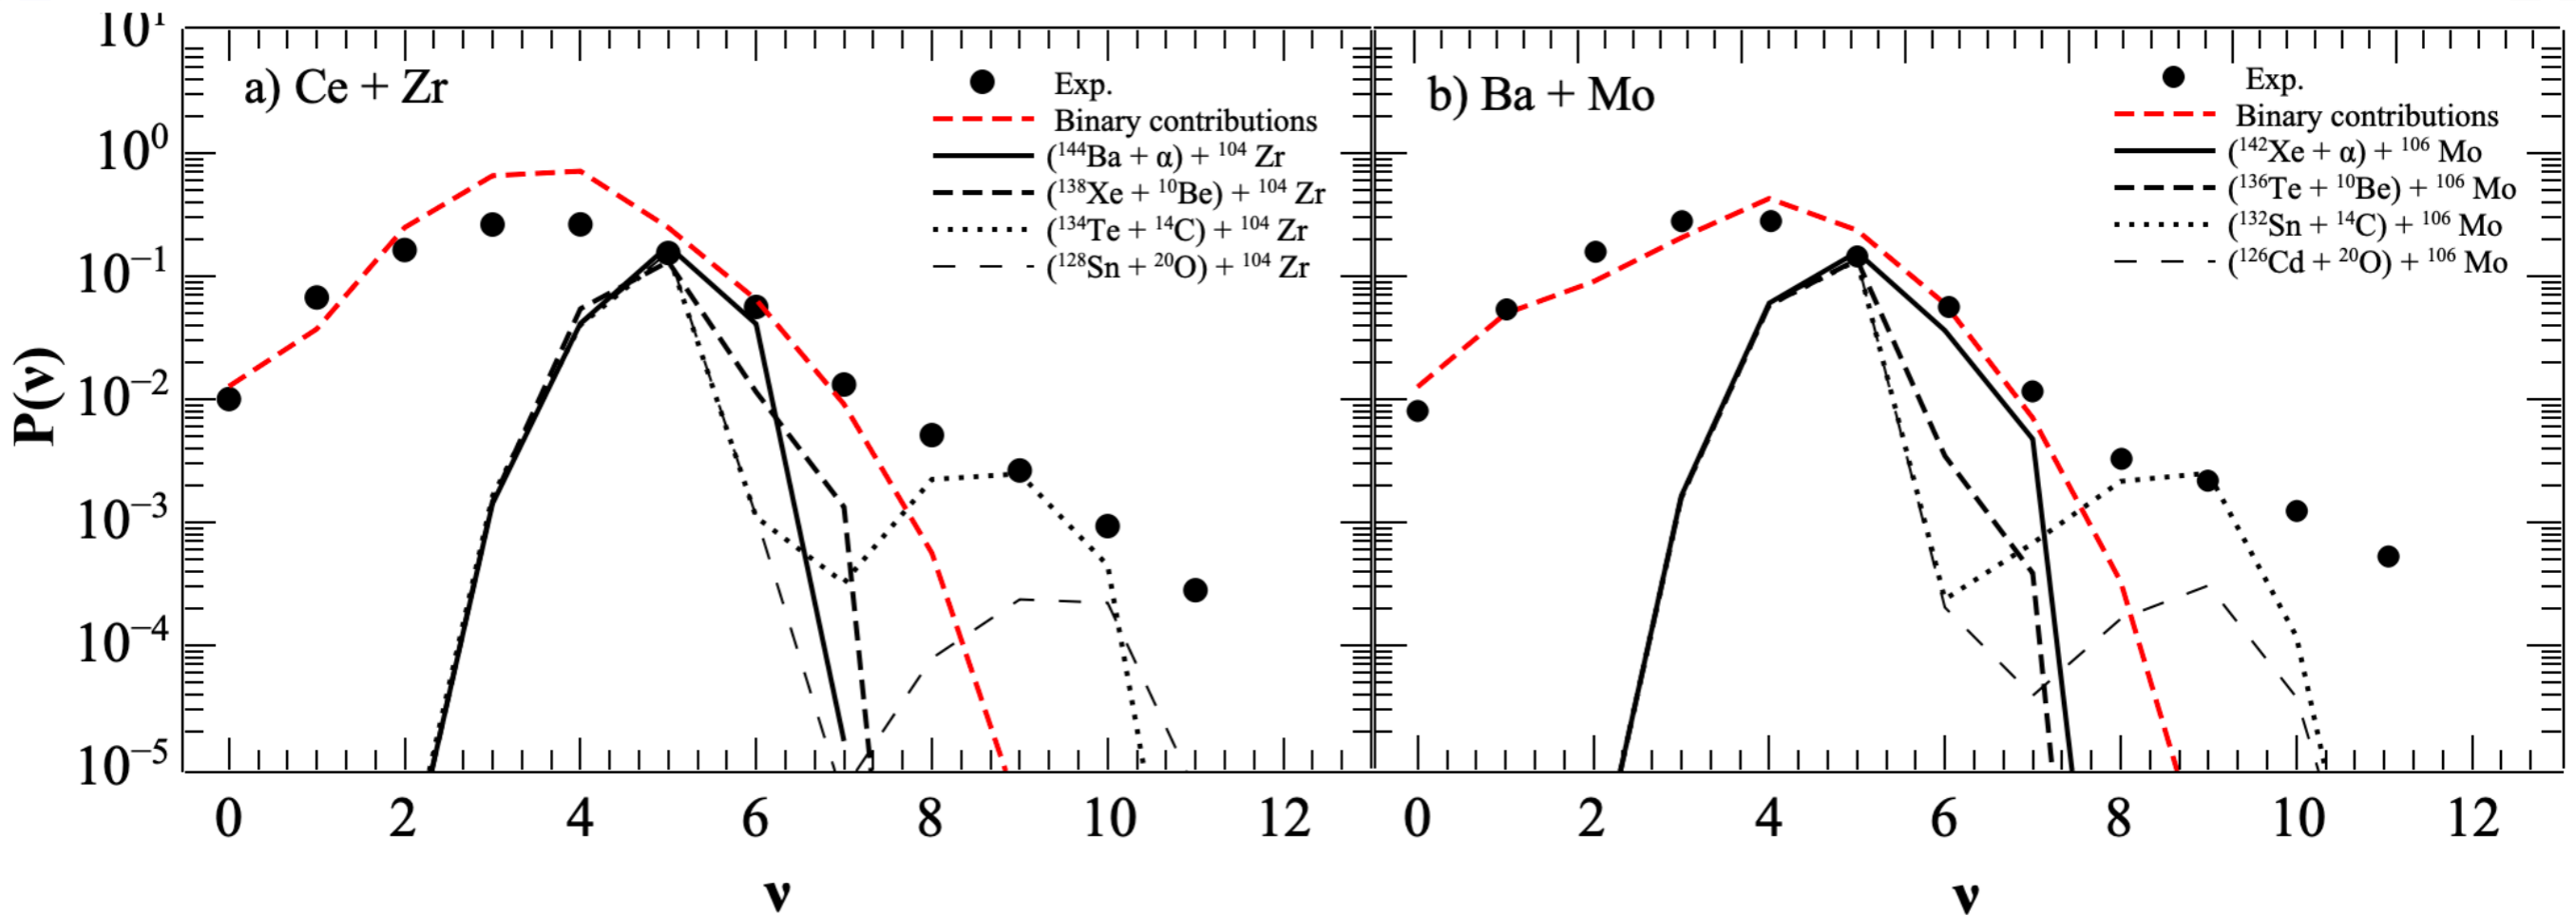 a) Ce + Zr
Exp.
Binary contributions
(¹⁴⁴Ba + α) + ¹⁰⁴ Zr
(¹³⁸Xe + ¹⁰Be) + ¹⁰⁴ Zr
(¹³⁴Te + ¹⁴C) + ¹⁰⁴ Zr
(¹²⁸Sn + ²⁰O) + ¹⁰⁴ Zr
b) Ba + Mo
Exp.
Binary contributions
(¹⁴²Xe + α) + ¹⁰⁶ Mo
(¹³⁶Te + ¹⁰Be) + ¹⁰⁶ Mo
(¹³²Sn + ¹⁴C) + ¹⁰⁶ Mo
(¹²⁶Cd + ²⁰O) + ¹⁰⁶ Mo
P(ν)
10¹
10⁰
10⁻¹
10⁻²
10⁻³
10⁻⁴
10⁻⁵
0 2 4 6 8 10 12
0 2 4 6 8 10 12
ν
ν